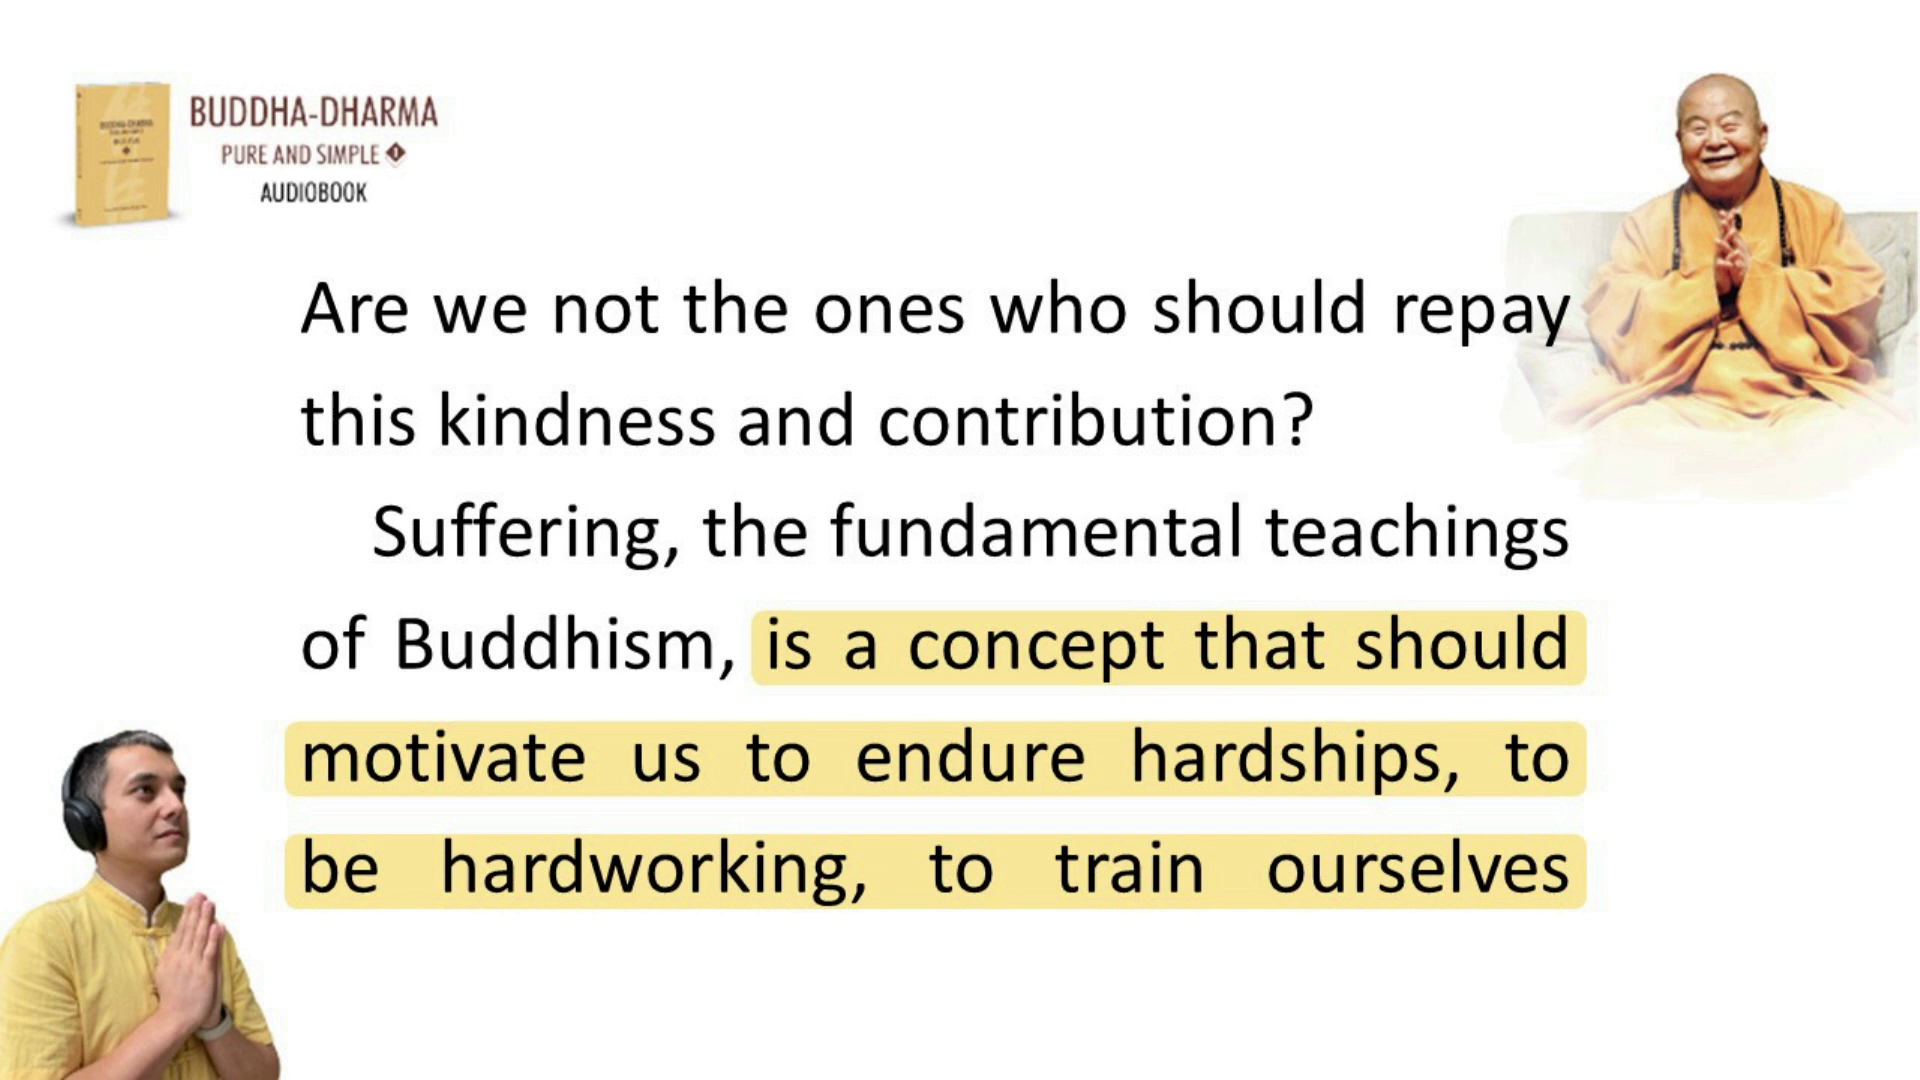 BUDDHA-DHARMA
PURE AND SIMPLE 1
AUDIOBOOK
Are we not the ones who should repay
this kindness and contribution?
Suffering, the fundamental teachings
of Buddhism, is a concept that should
motivate us to endure hardships, to
be hardworking, to train ourselves